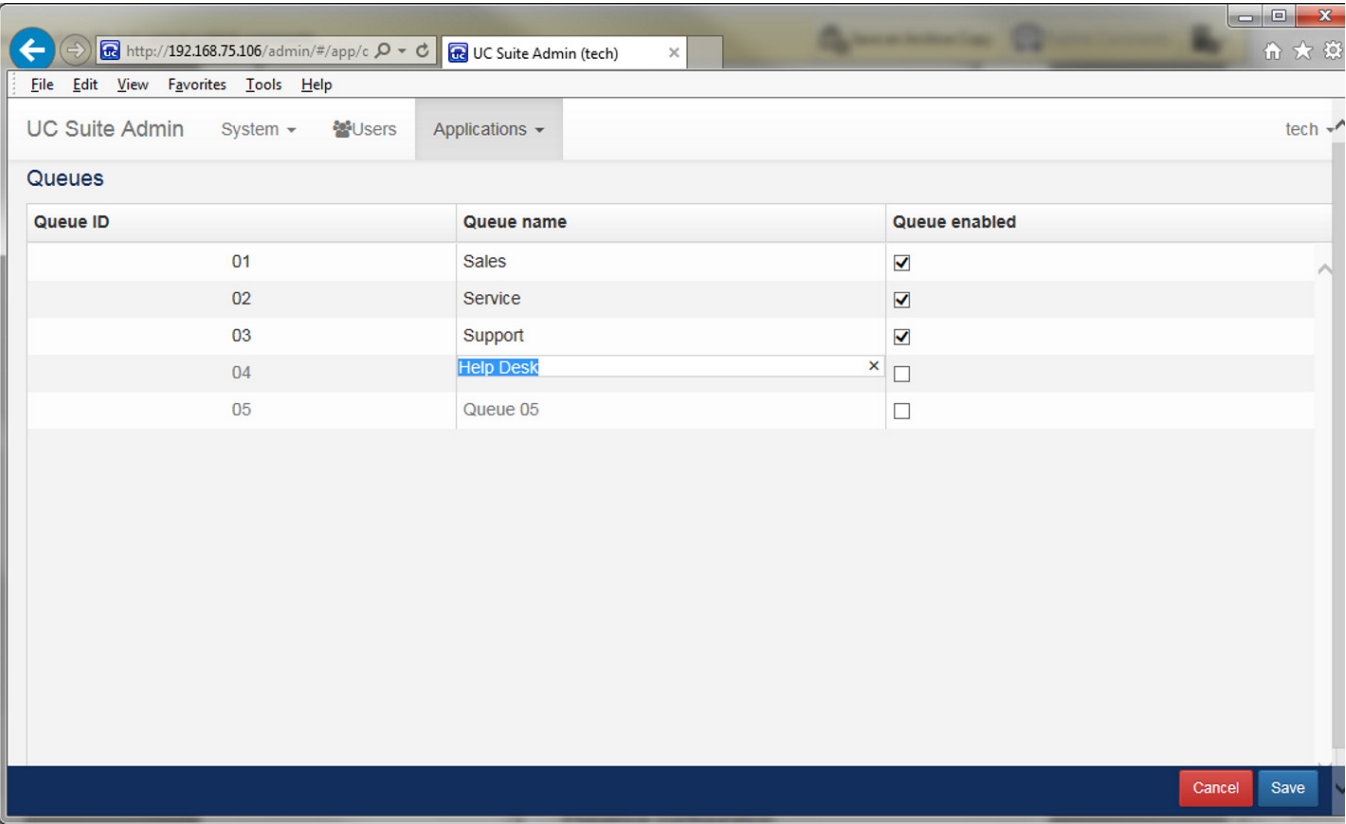 http://192.168.75.106/admin/#/app/c
UC Suite Admin (tech)
File Edit View Favorites Tools Help
UC Suite Admin System Users Applications tech
Queues
Queue ID Queue name Queue enabled
01 Sales
02 Service
03 Support
04 Help Desk
05 Queue 05
Cancel Save